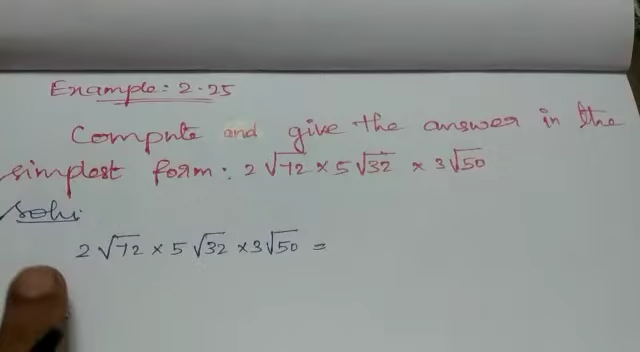 Example: 2.25
Compute and give the answer in the
simplest form: 2√72 × 5√32 × 3√50
Soln:
2√72 × 5√32 × 3√50 =